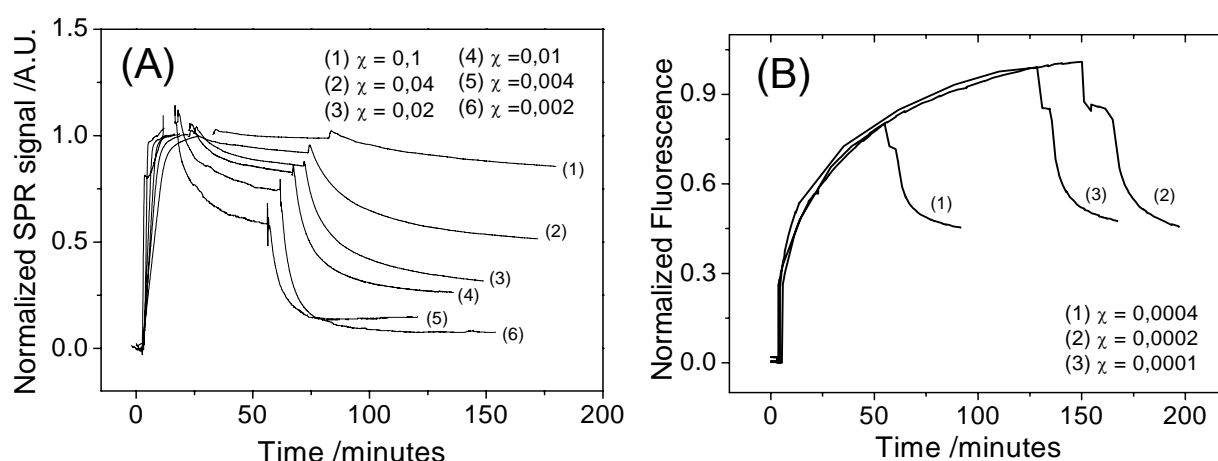 (A)
Normalized SPR signal /A.U.
1.5
1.0
0.5
0.0
(1) χ = 0,1 (4) χ =0,01
(2) χ = 0,04 (5) χ =0,004
(3) χ = 0,02 (6) χ =0,002
(1)
(2)
(3)
(4)
(5)
(6)
0 50 100 150 200
Time /minutes
(B)
Normalized Fluorescence
0.9
0.6
0.3
0.0
(1)
(3)
(2)
(1) χ = 0,0004
(2) χ = 0,0002
(3) χ = 0,0001
0 50 100 150 200
Time /minutes